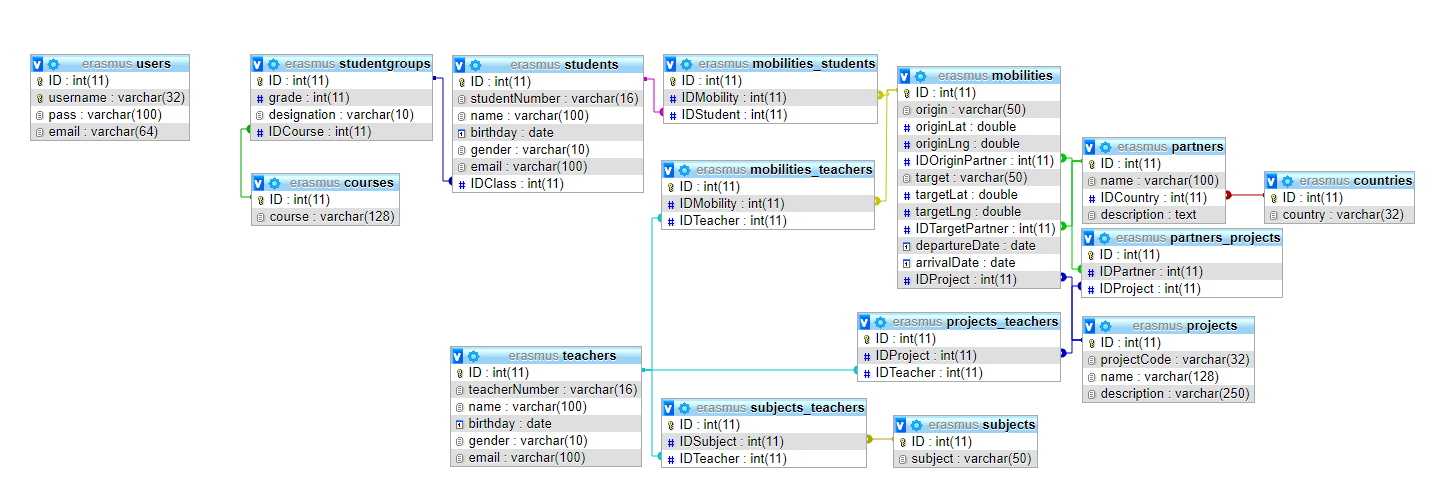 erasmus users
ID : int(11)
username : varchar(32)
pass : varchar(100)
email : varchar(64)
erasmus studentgroups
ID : int(11)
grade : int(11)
designation : varchar(10)
IDCourse : int(11)
erasmus courses
ID : int(11)
course : varchar(128)
erasmus students
ID : int(11)
studentNumber : varchar(16)
name : varchar(100)
birthday : date
gender : varchar(10)
email : varchar(100)
IDClass : int(11)
erasmus mobilities_students
ID : int(11)
IDMobility : int(11)
IDStudent : int(11)
erasmus mobilities_teachers
ID : int(11)
IDMobility : int(11)
IDTeacher : int(11)
erasmus mobilities
ID : int(11)
origin : varchar(50)
originLat : double
originLng : double
IDOriginPartner : int(11)
target : varchar(50)
targetLat : double
targetLng : double
IDTargetPartner : int(11)
departureDate : date
arrivalDate : date
IDProject : int(11)
erasmus partners
ID : int(11)
name : varchar(100)
IDCountry : int(11)
description : text
erasmus countries
ID : int(11)
country : varchar(32)
erasmus partners_projects
ID : int(11)
IDPartner : int(11)
IDProject : int(11)
erasmus projects_teachers
ID : int(11)
IDProject : int(11)
IDTeacher : int(11)
erasmus projects
ID : int(11)
projectCode : varchar(32)
name : varchar(128)
description : varchar(250)
erasmus teachers
ID : int(11)
teacherNumber : varchar(16)
name : varchar(100)
birthday : date
gender : varchar(10)
email : varchar(100)
erasmus subjects_teachers
ID : int(11)
IDSubject : int(11)
IDTeacher : int(11)
erasmus subjects
ID : int(11)
subject : varchar(50)